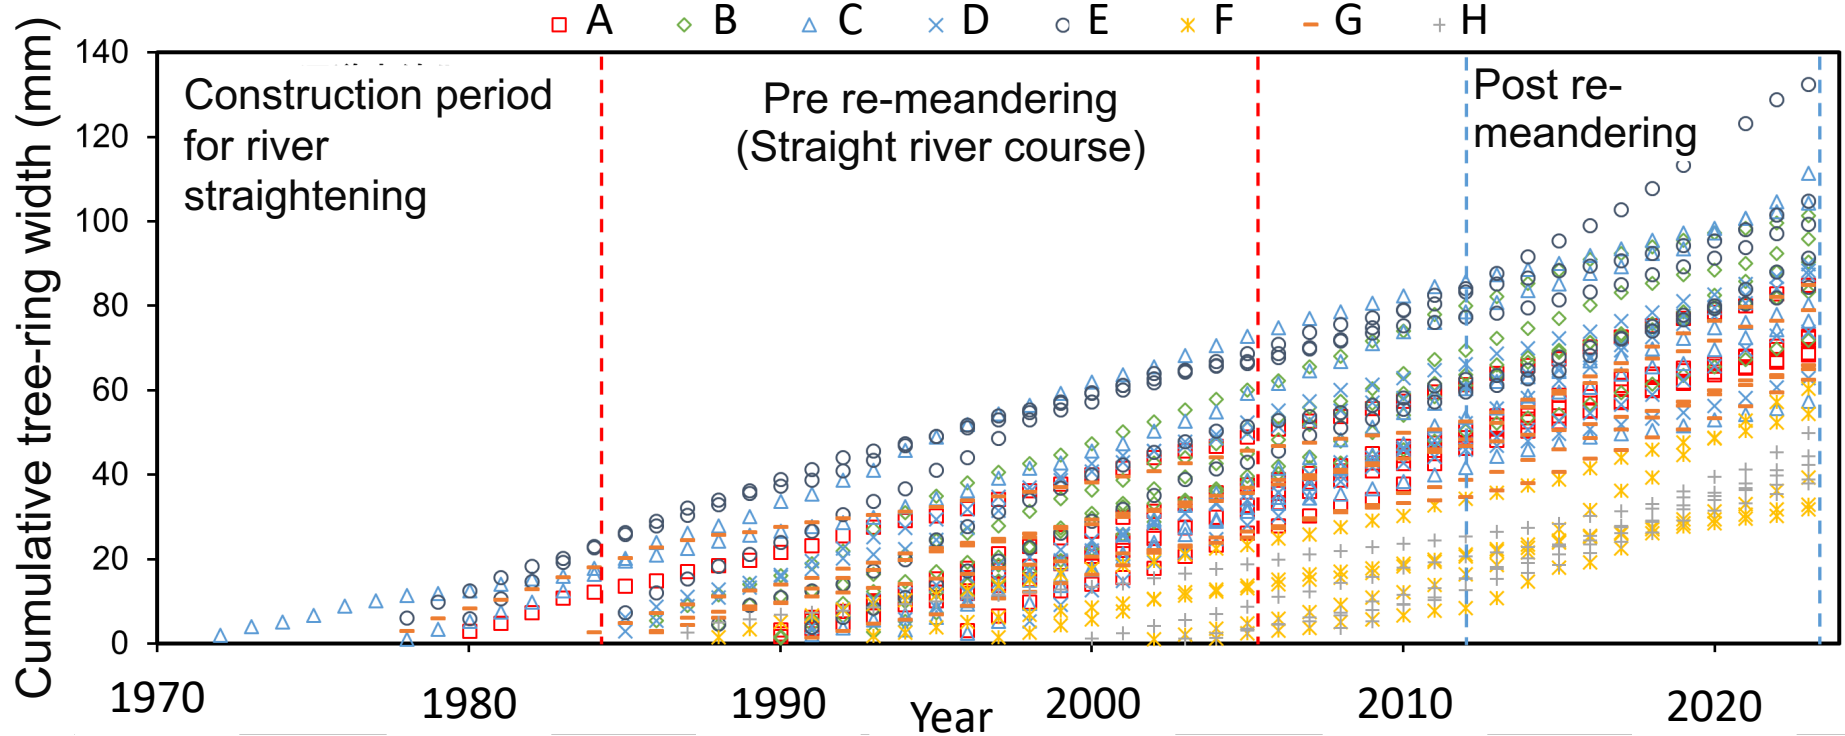 A B C D E F G H
Cumulative tree-ring width (mm)
140
120
100
80
60
40
20
0
Construction period
for river
straightening
Pre re-meandering
(Straight river course)
Post re-
meandering
1970 1980 1990 2000 2010 2020
Year